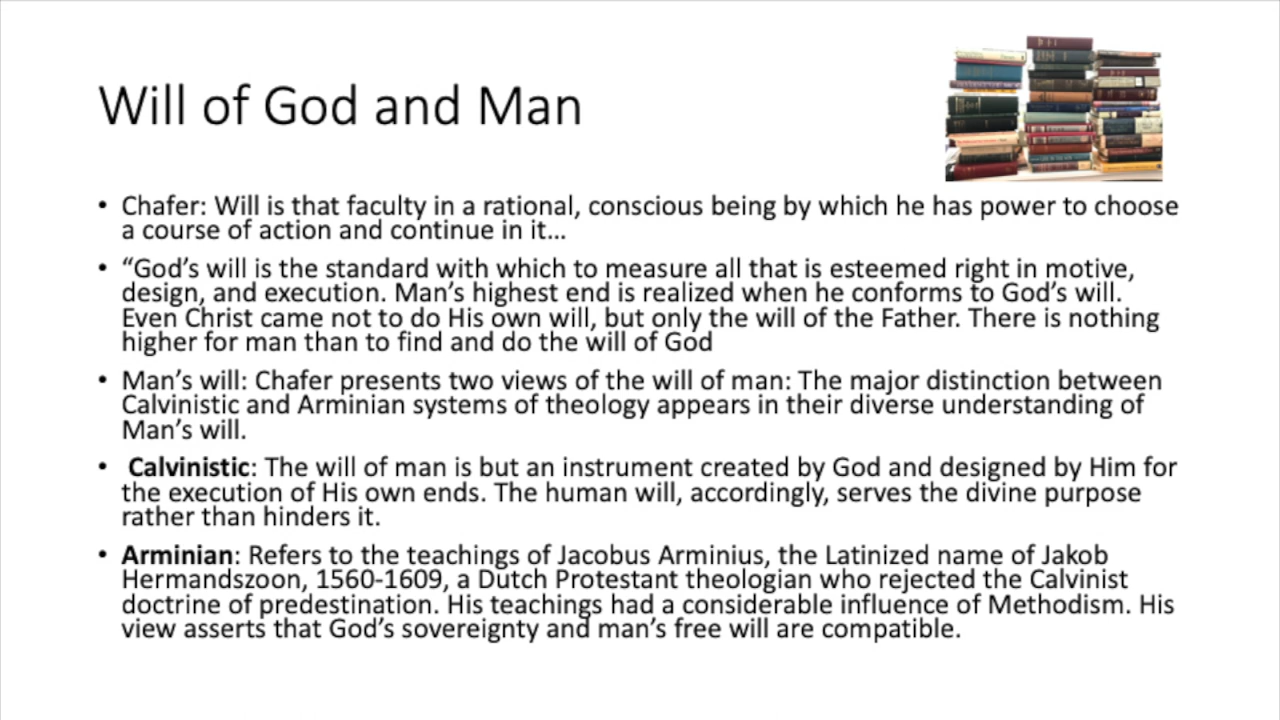 Will of God and Man
• Chafer: Will is that faculty in a rational, conscious being by which he has power to choose
a course of action and continue in it...
• “God’s will is the standard with which to measure all that is esteemed right in motive,
design, and execution. Man’s highest end is realized when he conforms to God’s will.
Even Christ came not to do His own will, but only the will of the Father. There is nothing
higher for man than to find and do the will of God
• Man’s will: Chafer presents two views of the will of man: The major distinction between
Calvinistic and Arminian systems of theology appears in their diverse understanding of
Man’s will.
• Calvinistic: The will of man is but an instrument created by God and designed by Him for
the execution of His own ends. The human will, accordingly, serves the divine purpose
rather than hinders it.
• Arminian: Refers to the teachings of Jacobus Arminius, the Latinized name of Jakob
Hermandszoon, 1560-1609, a Dutch Protestant theologian who rejected the Calvinist
doctrine of predestination. His teachings had a considerable influence of Methodism. His
view asserts that God’s sovereignty and man’s free will are compatible.